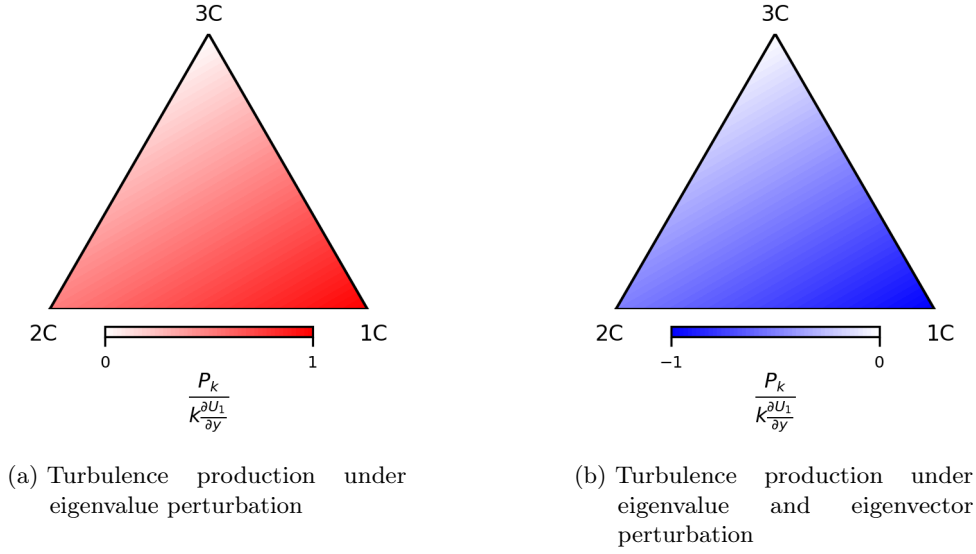 3C
2C
1C
0
1
P_k
k ∂U_1
∂y
(a) Turbulence production under
eigenvalue perturbation
3C
2C
1C
−1
0
P_k
k ∂U_1
∂y
(b) Turbulence production under
eigenvalue and eigenvector
perturbation